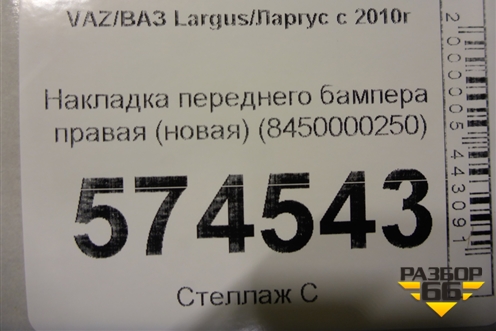 VAZ/ВАЗ Largus/Ларгус с 2010г
Накладка переднего бампера
правая (новая) (8450000250)
574543
Стеллаж С
2000005443091
РАЗБОР
66